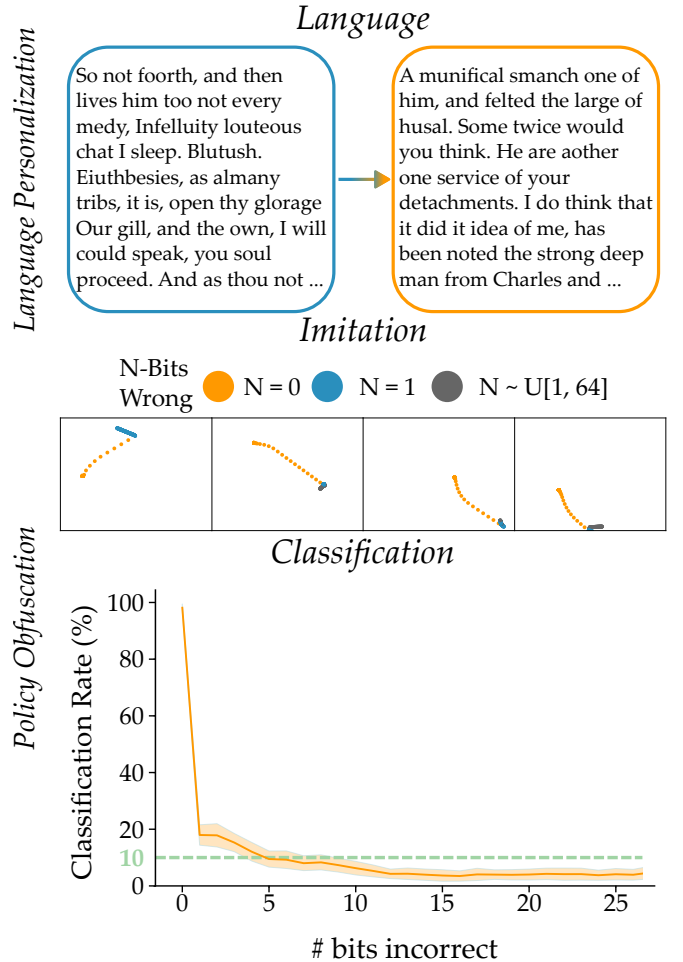 Language
Language Personalization
So not foorth, and then
lives him too not every
medy, Infelluity louteous
chat I sleep. Blutush.
Eiuthbesies, as almany
tribs, it is, open thy glorage
Our gill, and the own, I will
could speak, you soul
proceed. And as thou not ...
A munifical smanch one of
him, and felted the large of
husal. Some twice would
you think. He are aother
one service of your
detachments. I do think that
it did it idea of me, has
been noted the strong deep
man from Charles and ...
Imitation
N-Bits
Wrong
N = 0
N = 1
N ~ U[1, 64]
Policy Obfuscation
Classification
Classification Rate (%)
100
80
60
40
20
10
0
0
5
10
15
20
25
# bits incorrect